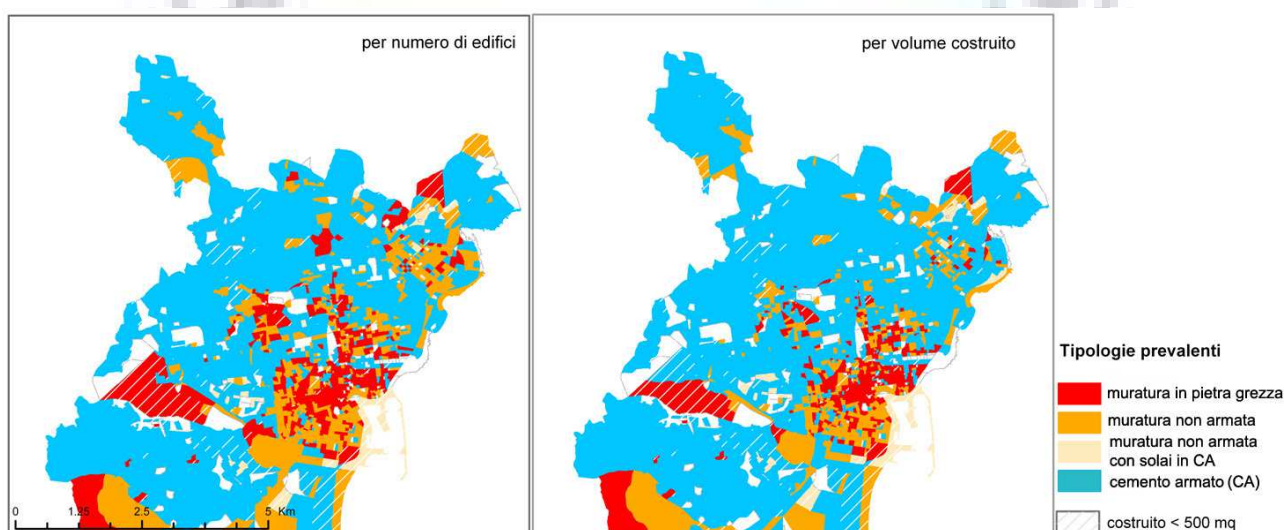 per numero di edifici
per volume costruito
Tipologie prevalenti
muratura in pietra grezza
muratura non armata
muratura non armata
con solai in CA
cemento armato (CA)
costruito < 500 mq
0 1.25 2.5 5 Km